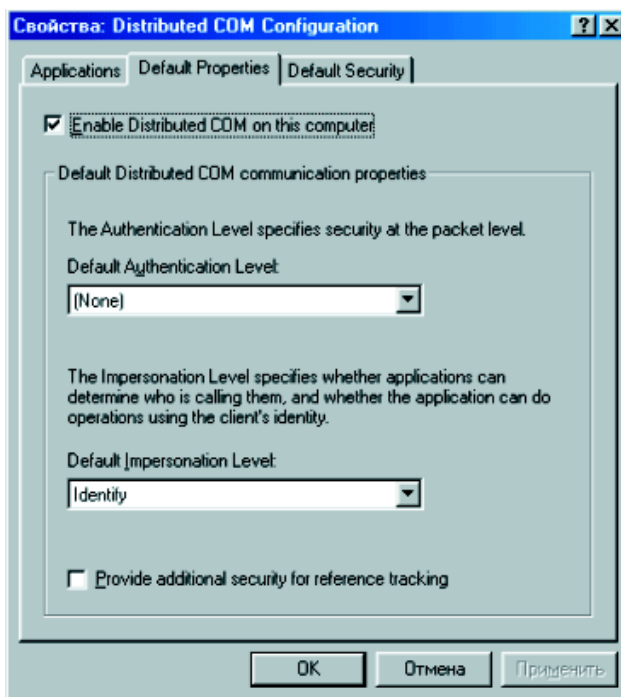 Свойства: Distributed COM Configuration
Applications
Default Properties
Default Security
Enable Distributed COM on this computer
Default Distributed COM communication properties
The Authentication Level specifies security at the packet level.
Default Authentication Level:
(None)
The Impersonation Level specifies whether applications can
determine who is calling them, and whether the application can do
operations using the client's identity.
Default Impersonation Level:
Identify
Provide additional security for reference tracking
OK
Отмена
Применить